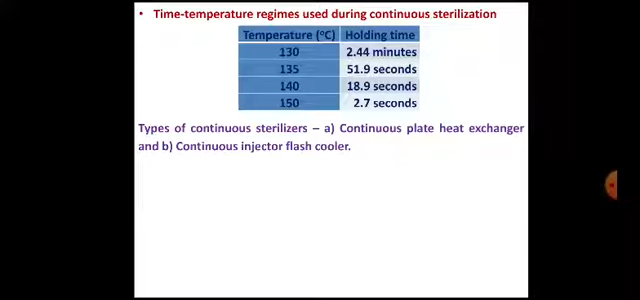 • Time-temperature regimes used during continuous sterilization
Temperature (°C) Holding time
130 2.44 minutes
135 51.9 seconds
140 18.9 seconds
150 2.7 seconds
Types of continuous sterilizers – a) Continuous plate heat exchanger
and b) Continuous injector flash cooler.